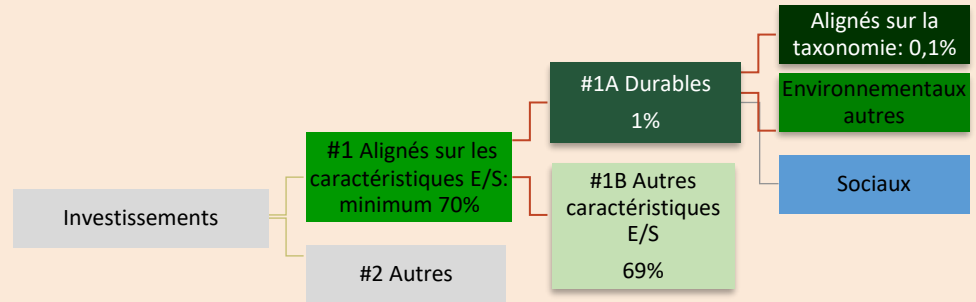 Investissements
#1 Alignés sur les
caractéristiques E/S:
minimum 70%
#2 Autres
#1A Durables
1%
#1B Autres
caractéristiques
E/S
69%
Alignés sur la
taxonomie: 0,1%
Environnementaux
autres
Sociaux